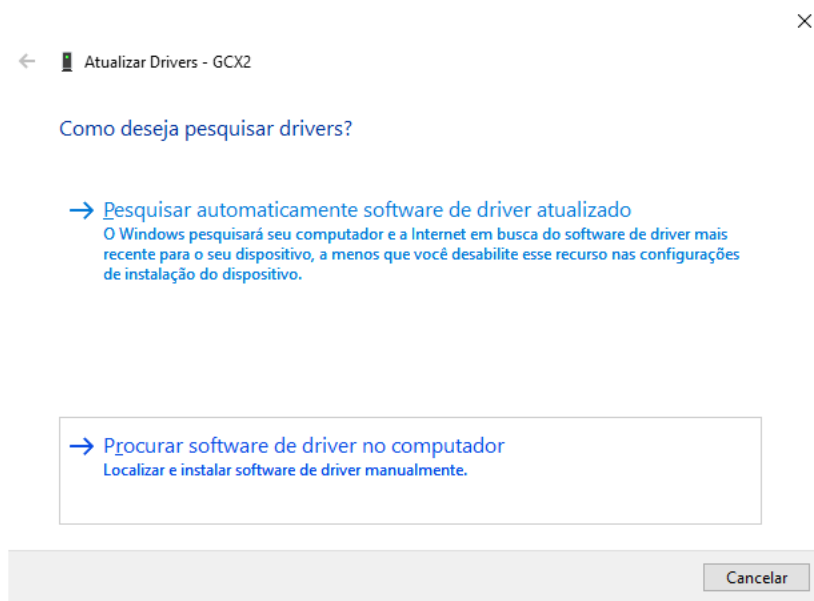 Atualizar Drivers - GCX2
Como deseja pesquisar drivers?
Pesquisar automaticamente software de driver atualizado
O Windows pesquisará seu computador e a Internet em busca do software de driver mais
recente para o seu dispositivo, a menos que você desabilite esse recurso nas configurações
de instalação do dispositivo.
Procurar software de driver no computador
Localizar e instalar software de driver manualmente.
Cancelar